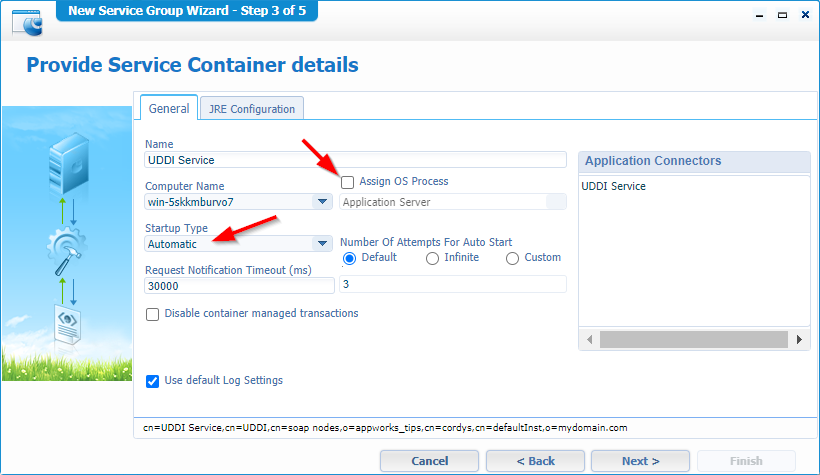 New Service Group Wizard - Step 3 of 5
Provide Service Container details
General
JRE Configuration
Name
UDDI Service
Computer Name
win-5skkmburvo7
Assign OS Process
Application Server
Startup Type
Automatic
Number Of Attempts For Auto Start
Default
Infinite
Custom
Request Notification Timeout (ms)
30000
3
Disable container managed transactions
Use default Log Settings
Application Connectors
UDDI Service
cn=UDDI Service,cn=UDDI,cn=soap nodes,o=appworks_tips,cn=cordys,cn=defaultInst,o=mydomain.com
Cancel
< Back
Next >
Finish